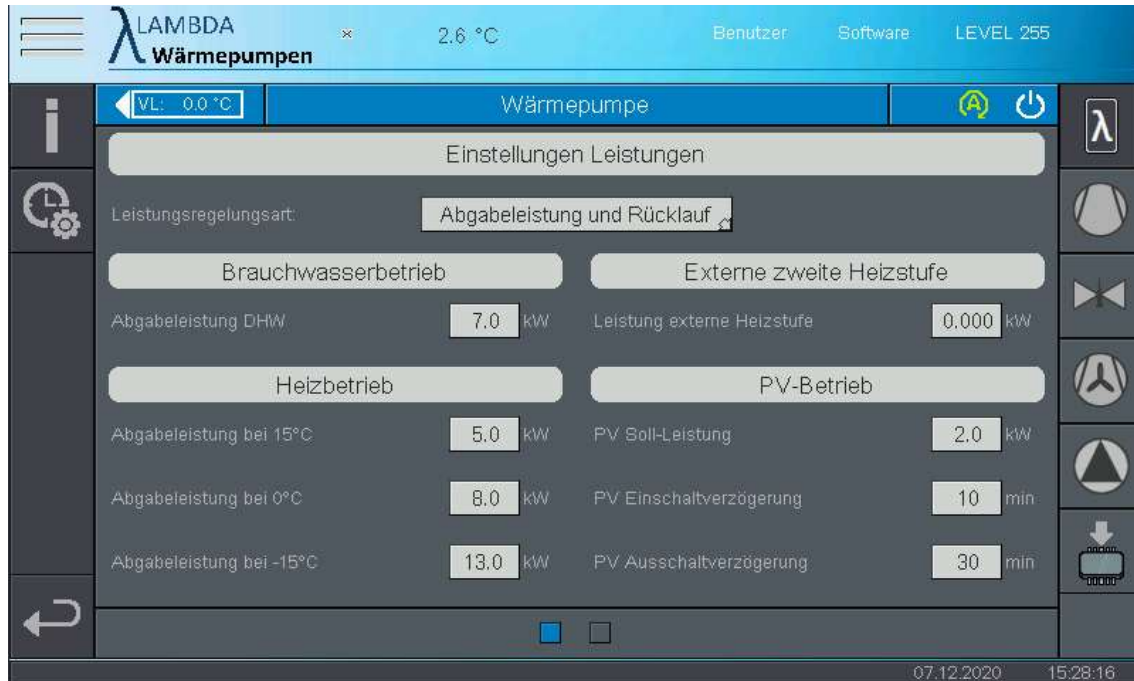 LAMBDA
Wärmepumpen
2.6 °C
Benutzer
Software
LEVEL 255
VL: 0.0 °C
Wärmepumpe
A
λ
Einstellungen Leistungen
Leistungsregelungsart:
Abgabeleistung und Rücklauf
Brauchwasserbetrieb
Externe zweite Heizstufe
Abgabeleistung DHW
7.0 kW
Leistung externe Heizstufe
0.000 kW
Heizbetrieb
PV-Betrieb
Abgabeleistung bei 15°C
5.0 kW
PV Soll-Leistung
2.0 kW
Abgabeleistung bei 0°C
8.0 kW
PV Einschaltverzögerung
10 min
Abgabeleistung bei -15°C
13.0 kW
PV Ausschaltverzögerung
30 min
07.12.2020
15:28:16